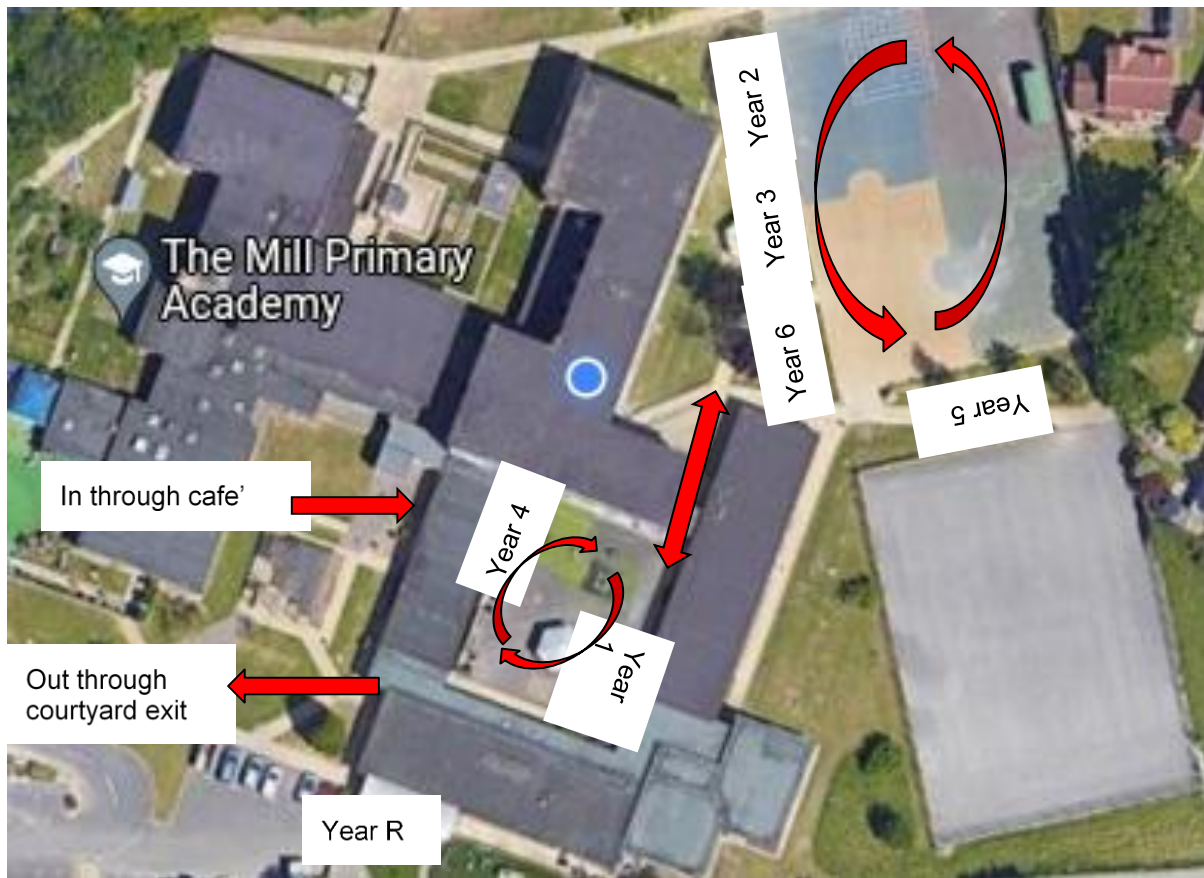 Year 2
Year 3
The Mill Primary
Academy
Year 6
Year 5
In through cafe’
Year 4
Year
1
Out through
courtyard exit
Year R